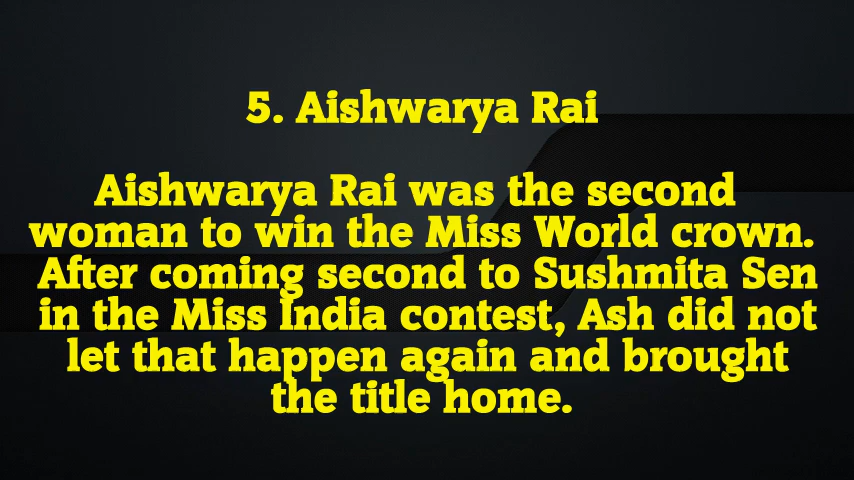 5. Aishwarya Rai
Aishwarya Rai was the second
woman to win the Miss World crown.
After coming second to Sushmita Sen
in the Miss India contest, Ash did not
let that happen again and brought
the title home.